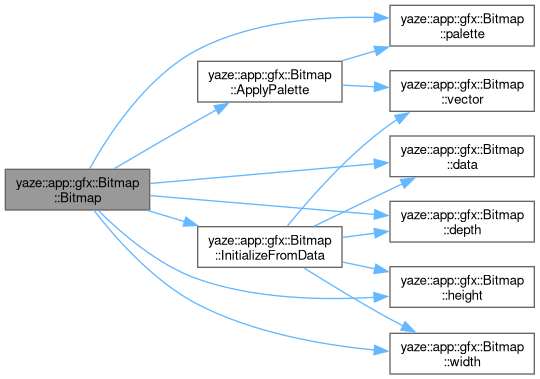 yaze::app::gfx::Bitmap
::Bitmap
yaze::app::gfx::Bitmap
::ApplyPalette
yaze::app::gfx::Bitmap
::InitializeFromData
yaze::app::gfx::Bitmap
::palette
yaze::app::gfx::Bitmap
::vector
yaze::app::gfx::Bitmap
::data
yaze::app::gfx::Bitmap
::depth
yaze::app::gfx::Bitmap
::height
yaze::app::gfx::Bitmap
::width